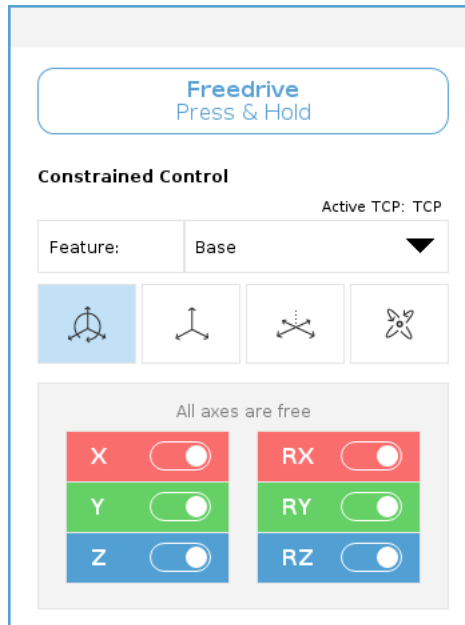 Freedrive
Press & Hold
Constrained Control
Active TCP: TCP
Feature: Base
All axes are free
X RX
Y RY
Z RZ